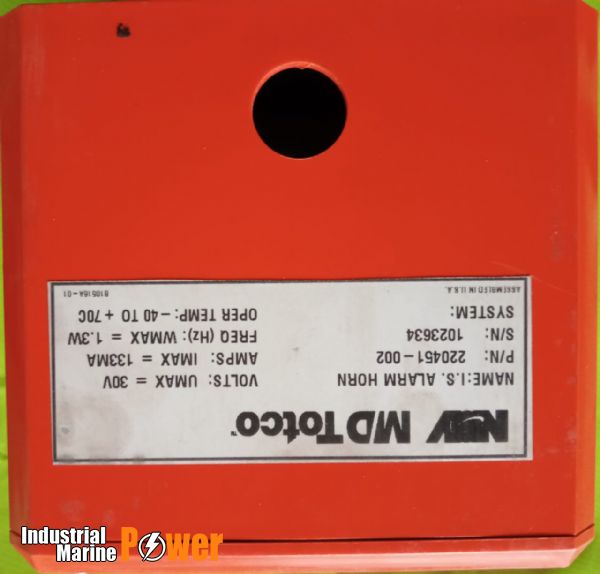 NOV MD Totco™
NAME: I.S. ALARM HORN
VOLTS: UMAX = 30V
P/N: 220451-002
AMPS: IMAX = 133MA
S/N: 1023634
FREQ (Hz): WMAX = 1.3W
SYSTEM:
OPER TEMP -40 TO +70C
ASSEMBLED IN U.S.A.
810516A-01
Industrial
Marine Power